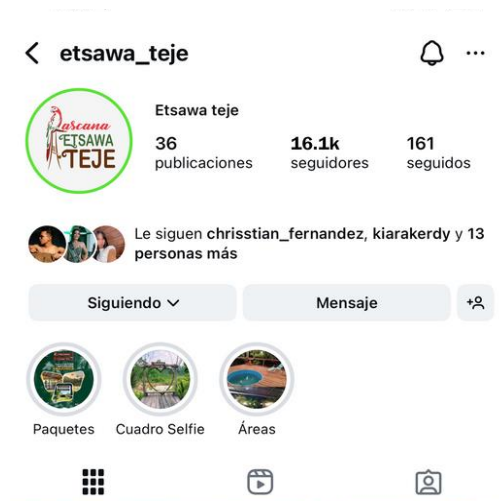 etsawa_teje
Pascana
ETSAWA
TEJE
Etsawa teje
36
publicaciones
16.1k
seguidores
161
seguidos
Le siguen chrisstian_fernandez, kiarakerdy y 13
personas más
Siguiendo
Mensaje
Paquetes
Cuadro Selfie
Áreas